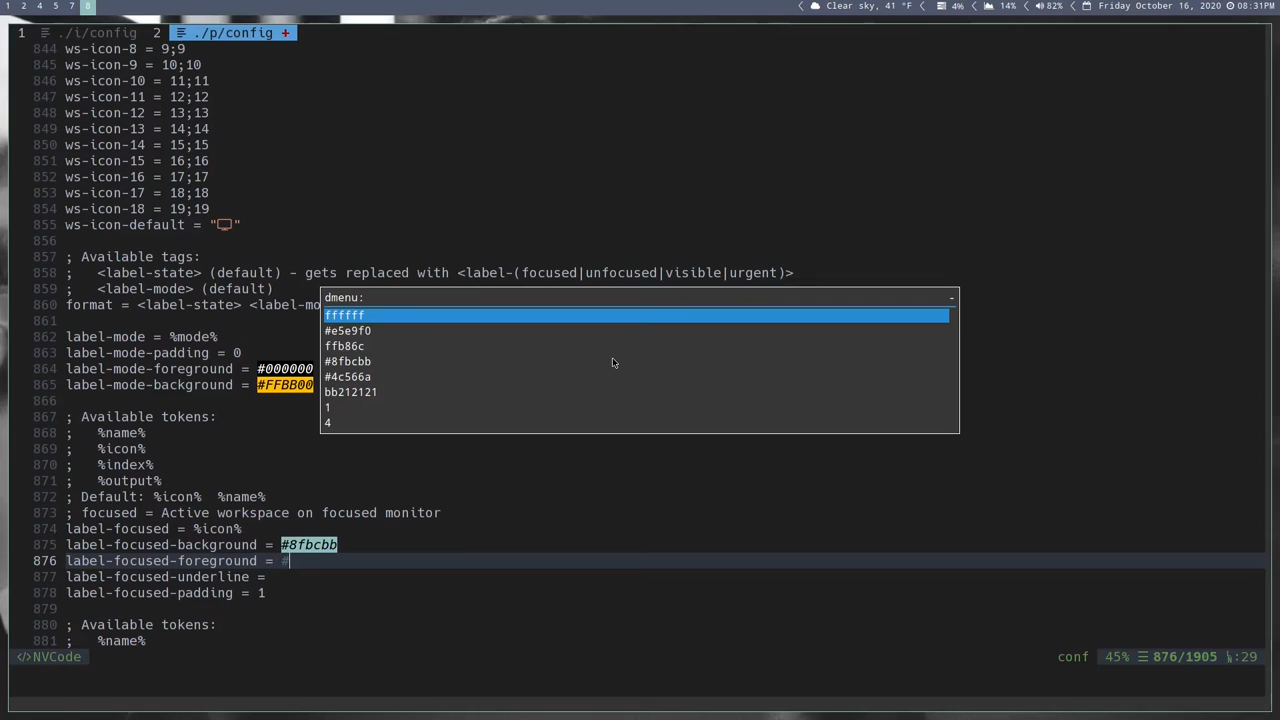 1 2 4 5 7 8 Clear sky, 41 °F 4% 14% 82% Friday October 16, 2020 08:31PM
1 ./i/config 2 ./p/config +
844 ws-icon-8 = 9;9
845 ws-icon-9 = 10;10
846 ws-icon-10 = 11;11
847 ws-icon-11 = 12;12
848 ws-icon-12 = 13;13
849 ws-icon-13 = 14;14
850 ws-icon-14 = 15;15
851 ws-icon-15 = 16;16
852 ws-icon-16 = 17;17
853 ws-icon-17 = 18;18
854 ws-icon-18 = 19;19
855 ws-icon-default = "🖵"
856
857 ; Available tags:
858 ;   <label-state> (default) - gets replaced with <label-(focused|unfocused|visible|urgent)>
859 ;   <label-mode> (default)
860 format = <label-state> <label-mo
861
862 label-mode = %mode%
863 label-mode-padding = 0
864 label-mode-foreground = #000000
865 label-mode-background = #FFBB00
866
867 ; Available tokens:
868 ;   %name%
869 ;   %icon%
870 ;   %index%
871 ;   %output%
872 ; Default: %icon%  %name%
873 ; focused = Active workspace on focused monitor
874 label-focused = %icon%
875 label-focused-background = #8fbcbb
876 label-focused-foreground = #
877 label-focused-underline =
878 label-focused-padding = 1
879
880 ; Available tokens:
881 ;   %name%
dmenu: -
ffffff
#e5e9f0
ffb86c
#8fbcbb
#4c566a
bb212121
1
4
</>NVCode conf 45% ☰ 876/1905 :29